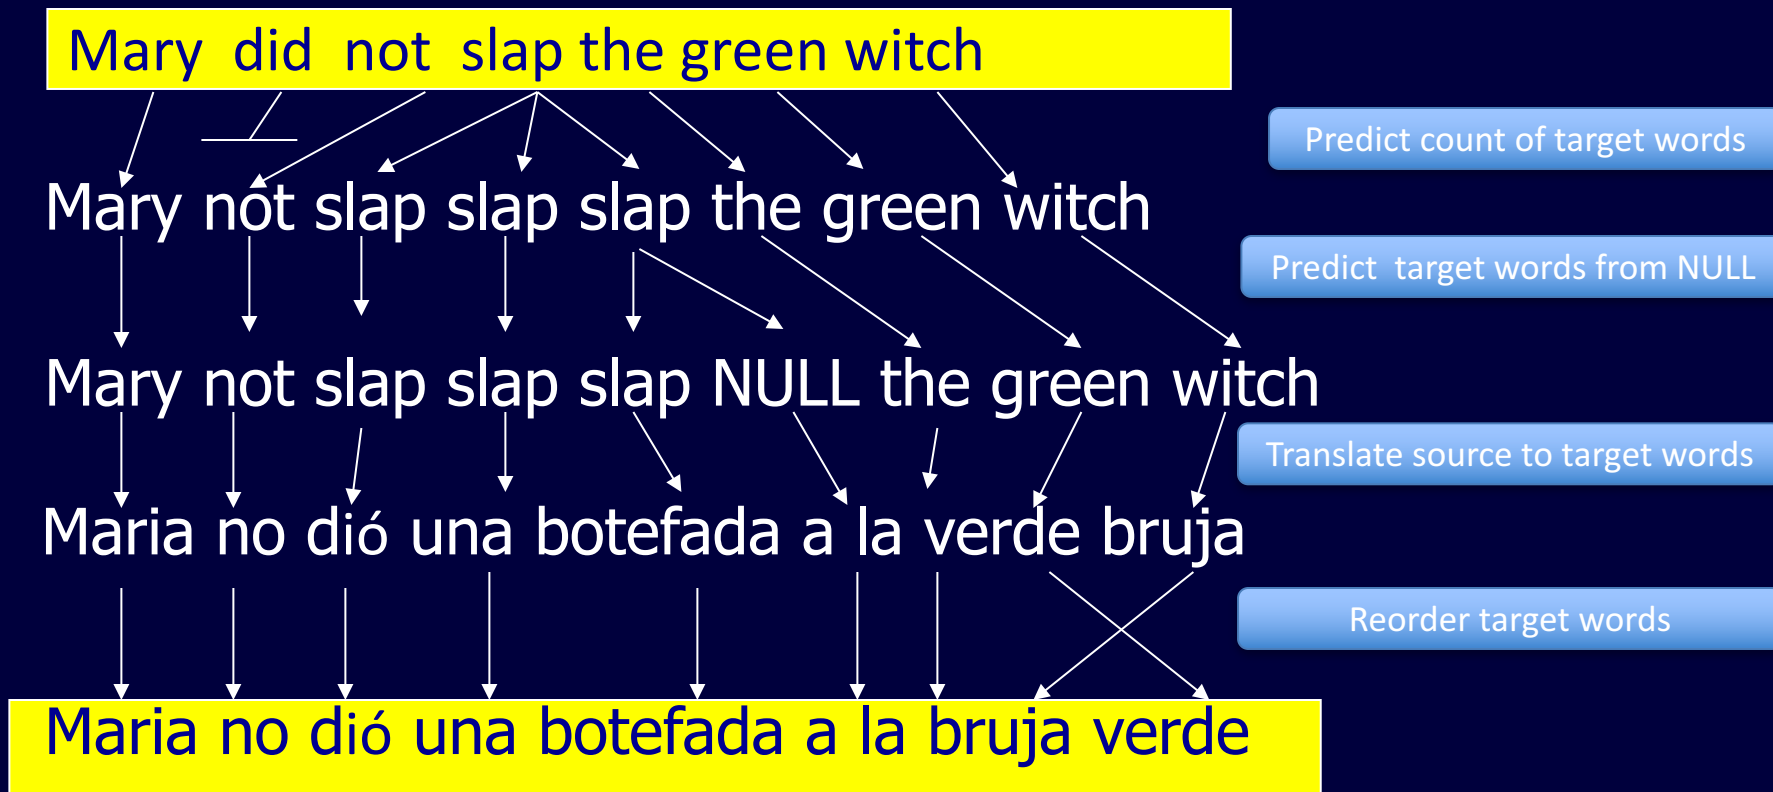 Mary did not slap the green witch
Predict count of target words
Mary not slap slap slap the green witch
Predict target words from NULL
Mary not slap slap slap NULL the green witch
Translate source to target words
Maria no dió una botefada a la verde bruja
Reorder target words
Maria no dió una botefada a la bruja verde